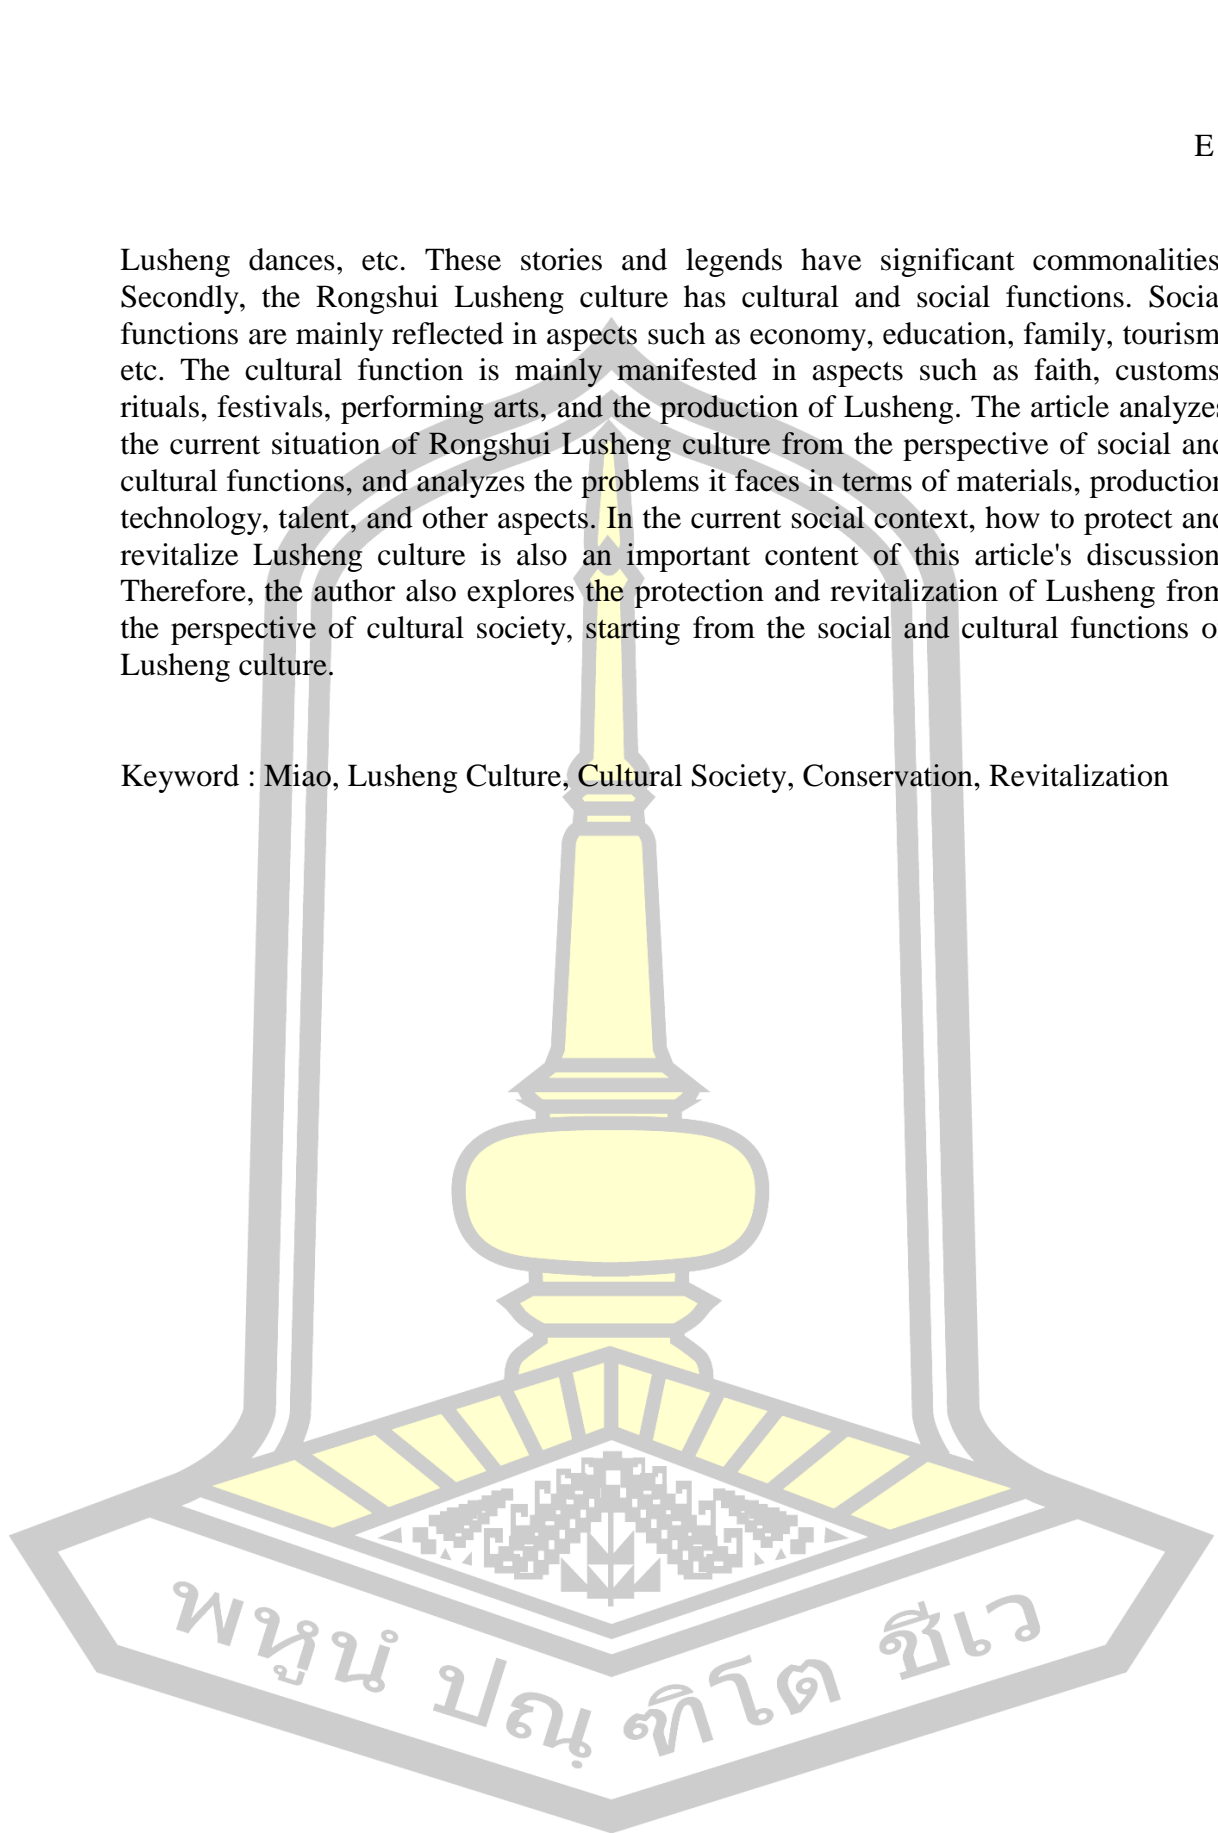 E
Lusheng dances, etc. These stories and legends have significant commonalities
Secondly, the Rongshui Lusheng culture has cultural and social functions. Socia
functions are mainly reflected in aspects such as economy, education, family, tourism
etc. The cultural function is mainly manifested in aspects such as faith, customs
rituals, festivals, performing arts, and the production of Lusheng. The article analyzes
the current situation of Rongshui Lusheng culture from the perspective of social and
cultural functions, and analyzes the problems it faces in terms of materials, production
technology, talent, and other aspects. In the current social context, how to protect and
revitalize Lusheng culture is also an important content of this article's discussion
Therefore, the author also explores the protection and revitalization of Lusheng from
the perspective of cultural society, starting from the social and cultural functions o
Lusheng culture.
Keyword : Miao, Lusheng Culture, Cultural Society, Conservation, Revitalization
พหูนํ ปณฺฑิโต ชีเว